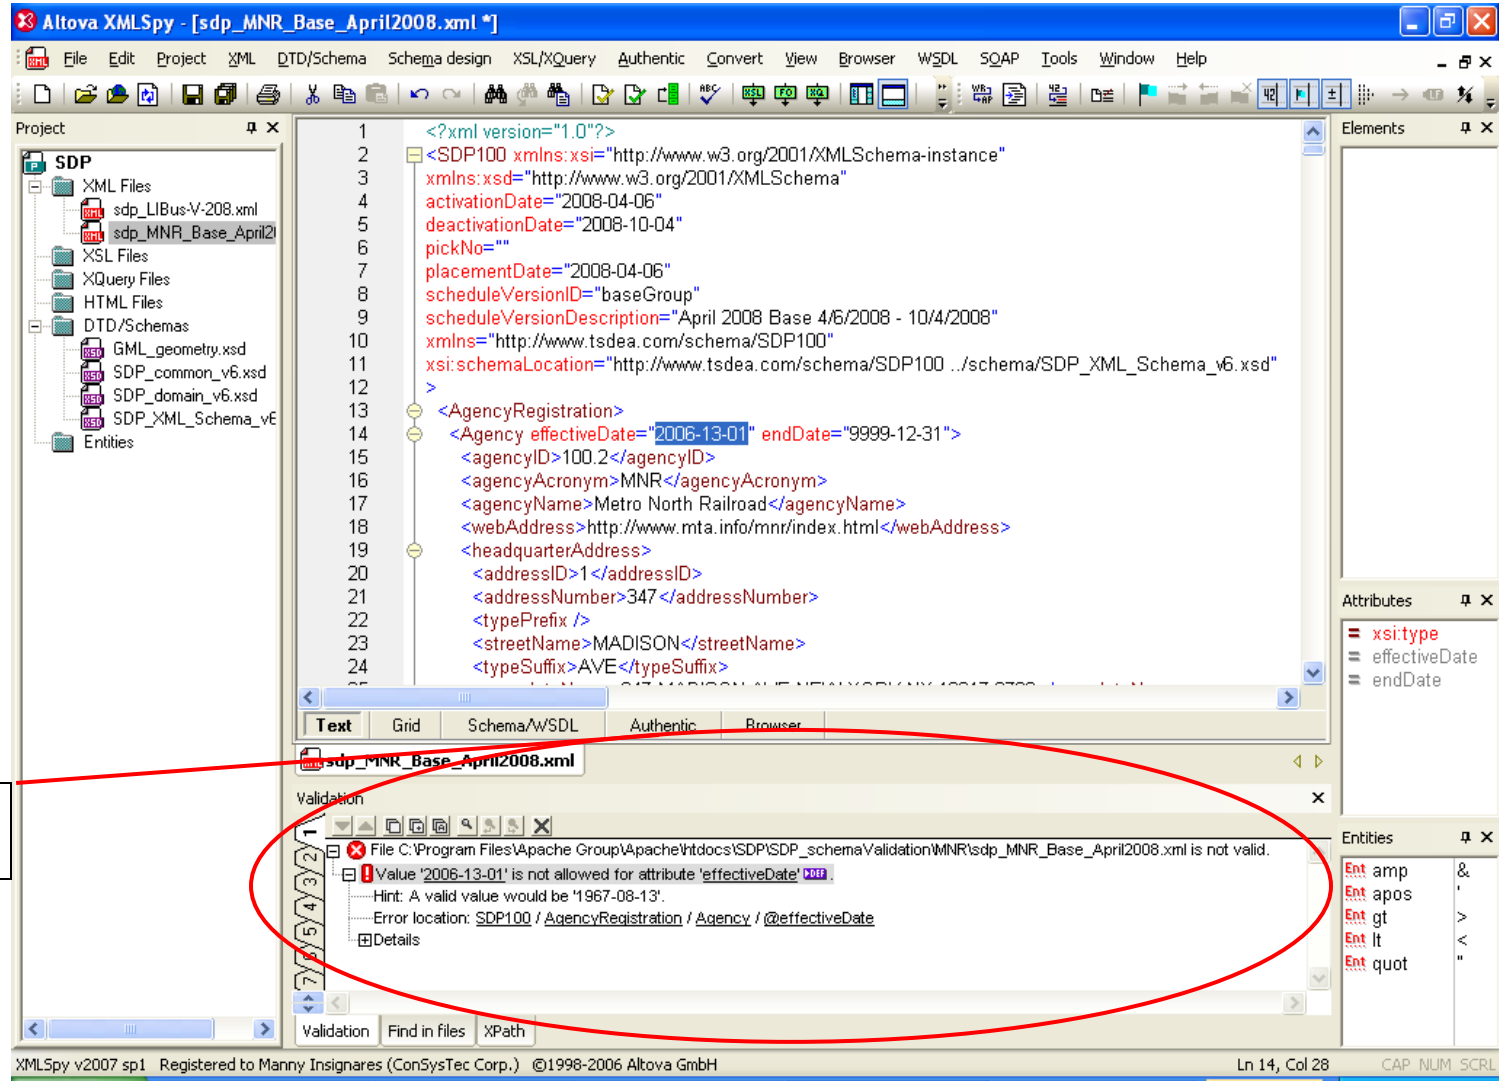 Altova XMLSpy - [sdp_MNR_Base_April2008.xml *]
File Edit Project XML DTD/Schema Schema design XSL/XQuery Authentic Convert View Browser WSDL SOAP Tools Window Help
Project
SDP
XML Files
sdp_LIBus-V-208.xml
sdp_MNR_Base_April2
XSL Files
XQuery Files
HTML Files
DTD/Schemas
GML_geometry.xsd
SDP_common_v6.xsd
SDP_domain_v6.xsd
SDP_XML_Schema_v6
Entities
1 <?xml version="1.0"?>
2 <SDP100 xmlns:xsi="http://www.w3.org/2001/XMLSchema-instance"
3 xmlns:xsd="http://www.w3.org/2001/XMLSchema"
4 activationDate="2008-04-06"
5 deactivationDate="2008-10-04"
6 pickNo=""
7 placementDate="2008-04-06"
8 scheduleVersionID="baseGroup"
9 scheduleVersionDescription="April 2008 Base 4/6/2008 - 10/4/2008"
10 xmlns="http://www.tsdea.com/schema/SDP100"
11 xsi:schemaLocation="http://www.tsdea.com/schema/SDP100 ../schema/SDP_XML_Schema_v6.xsd"
12 >
13 <AgencyRegistration>
14 <Agency effectiveDate="2006-13-01" endDate="9999-12-31">
15 <agencyID>100.2</agencyID>
16 <agencyAcronym>MNR</agencyAcronym>
17 <agencyName>Metro North Railroad</agencyName>
18 <webAddress>http://www.mta.info/mnr/index.html</webAddress>
19 <headquarterAddress>
20 <addressID>1</addressID>
21 <addressNumber>347</addressNumber>
22 <typePrefix />
23 <streetName>MADISON</streetName>
24 <typeSuffix>AVE</typeSuffix>
Text Grid Schema/WSDL Authentic Browser
sdp_MNR_Base_April2008.xml
Validation
1 2 3 4 5 6 7
File C:\Program Files\Apache Group\Apache\htdocs\SDP\SDP_schemaValidation\MNR\sdp_MNR_Base_April2008.xml is not valid.
Value '2006-13-01' is not allowed for attribute 'effectiveDate' DEF .
Hint: A valid value would be '1967-08-13'.
Error location: SDP100 / AgencyRegistration / Agency / @effectiveDate
Details
Validation Find in files XPath
Elements
Attributes
= xsi:type
= effectiveDate
= endDate
Entities
Ent amp &
Ent apos '
Ent gt >
Ent lt <
Ent quot "
XMLSpy v2007 sp1 Registered to Manny Insignares (ConSysTec Corp.) ©1998-2006 Altova GmbH Ln 14, Col 28 CAP NUM SCRL